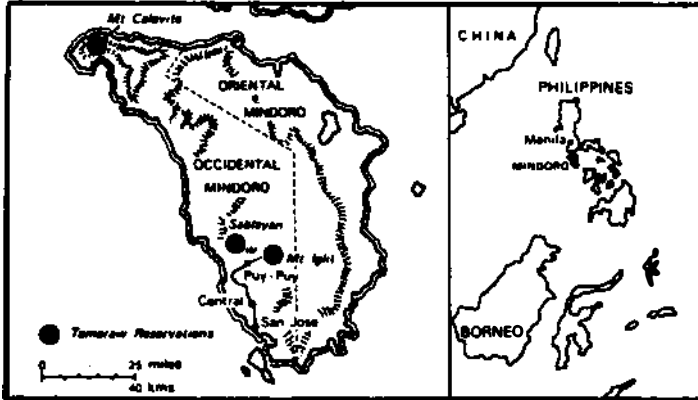 Mt Calavite
ORIENTAL
MINDORO
OCCIDENTAL
MINDORO
Sablayan
Mt Iglit
Puy-Puy
Central
San Jose
Tamaraw Reservations
0 25 miles
40 kms
CHINA
PHILIPPINES
Manila
MINDORO
BORNEO